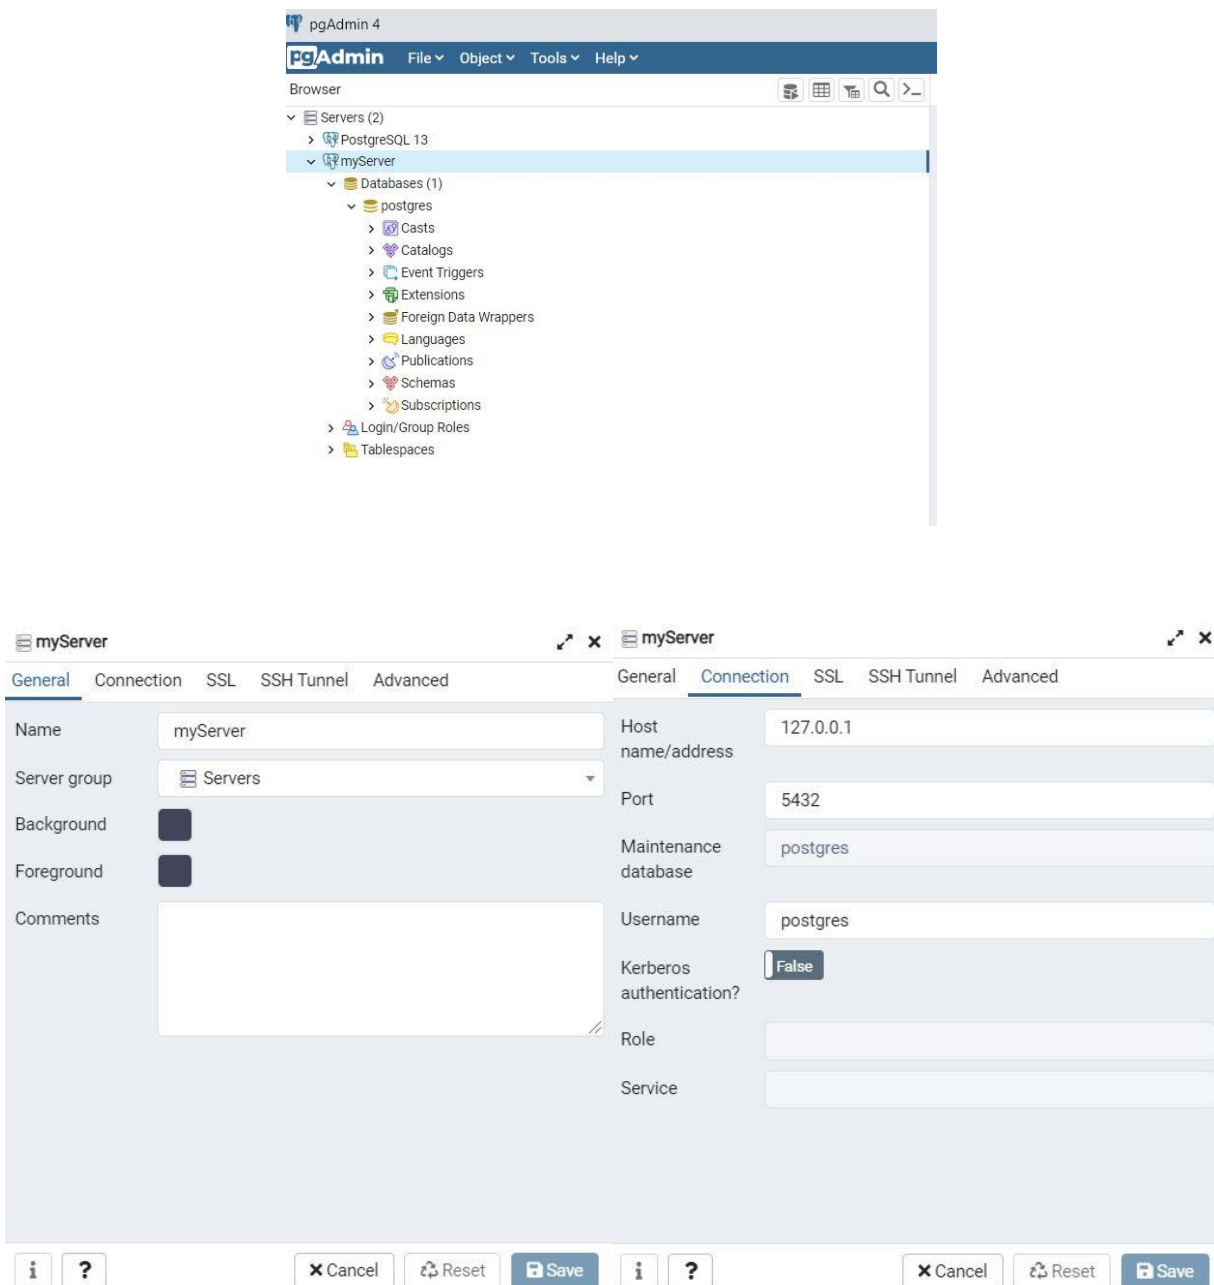 pgAdmin 4
pgAdmin File Object Tools Help
Browser
Servers (2)
PostgreSQL 13
myServer
Databases (1)
postgres
Casts
Catalogs
Event Triggers
Extensions
Foreign Data Wrappers
Languages
Publications
Schemas
Subscriptions
Login/Group Roles
Tablespaces
myServer
General Connection SSL SSH Tunnel Advanced
Name myServer
Server group Servers
Background
Foreground
Comments
i ? Cancel Reset Save
myServer
General Connection SSL SSH Tunnel Advanced
Host
name/address 127.0.0.1
Port 5432
Maintenance
database postgres
Username postgres
Kerberos
authentication? False
Role
Service
i ? Cancel Reset Save